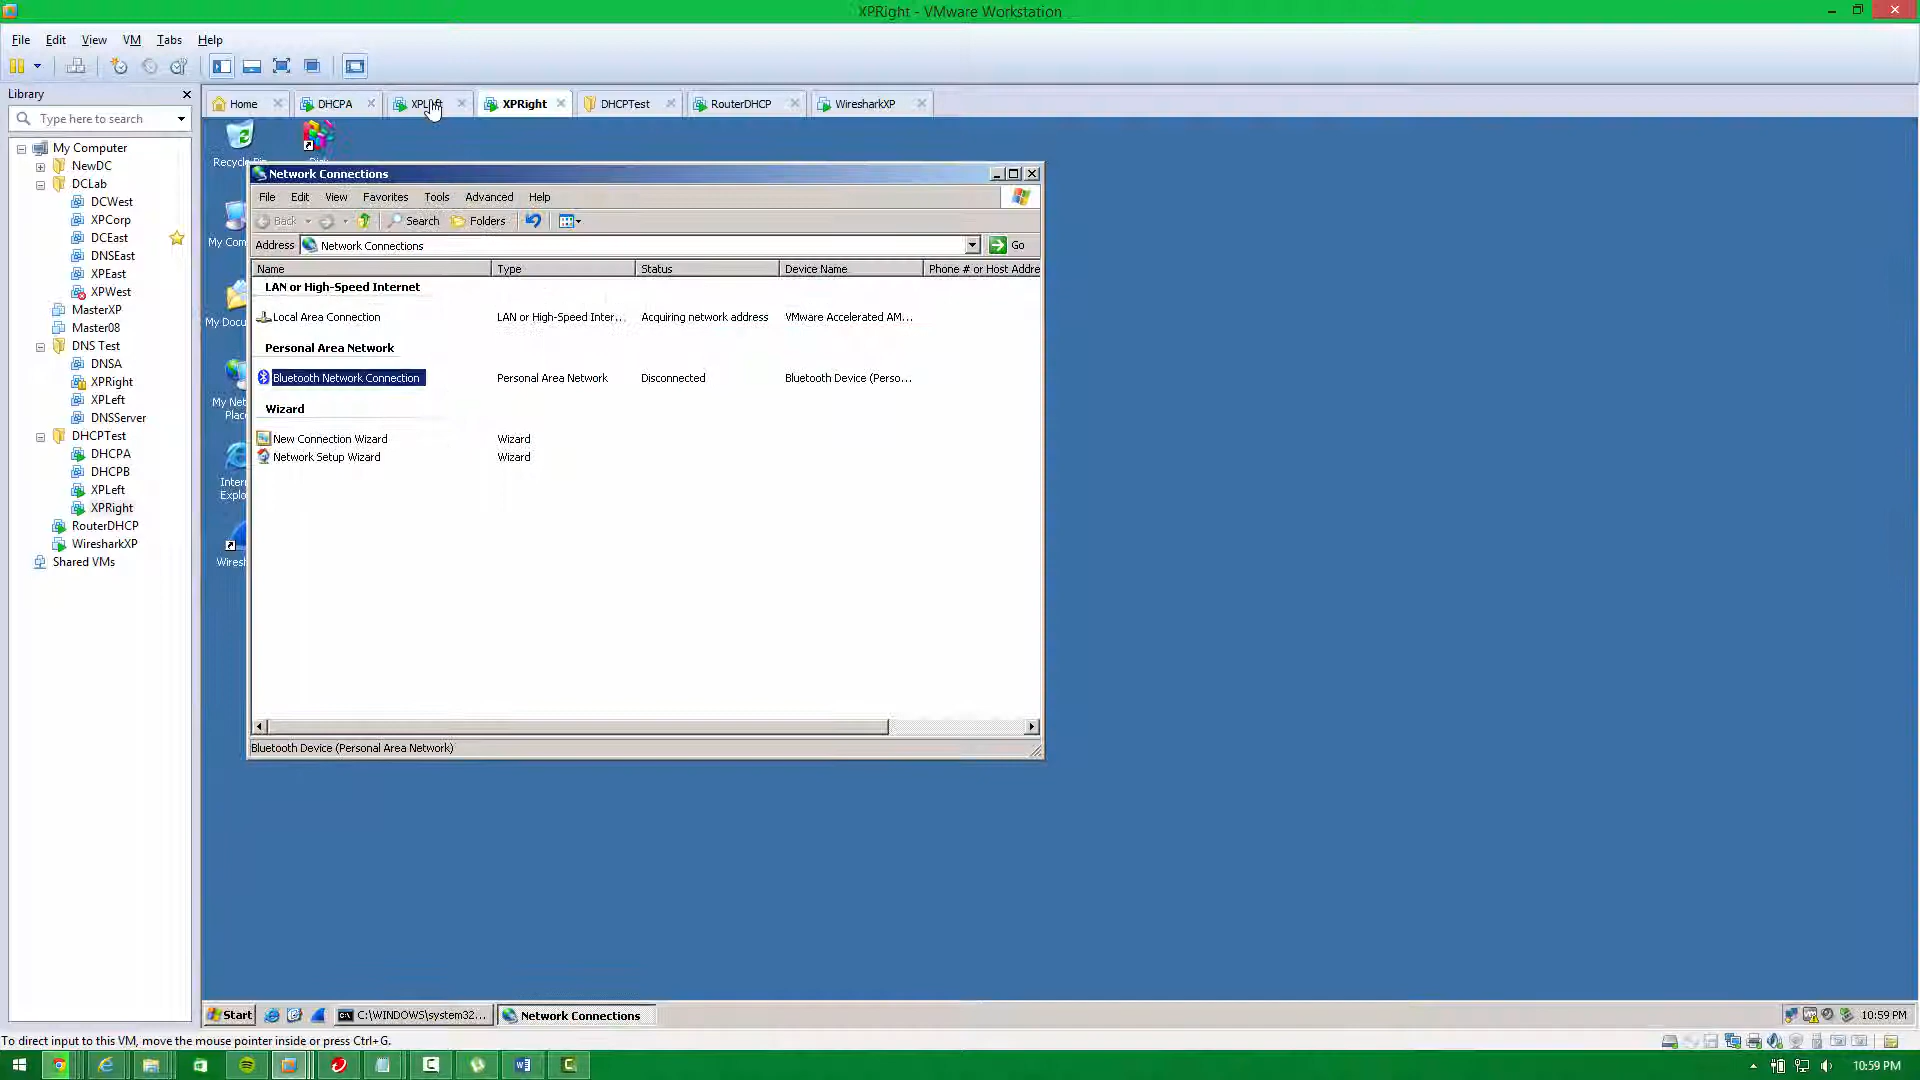 XPRight - VMware Workstation
File Edit View VM Tabs Help
Library
Type here to search
My Computer
NewDC
DCLab
DCWest
XPCorp
DCEast
DNSEast
XPEast
XPWest
MasterXP
Master08
DNS Test
DNSA
XPRight
XPLeft
DNSServer
DHCPTest
DHCPA
DHCPB
XPLeft
XPRight
RouterDHCP
WiresharkXP
Shared VMs
Home DHCPA XPRight DHCPTest RouterDHCP WiresharkXP
Network Connections
File Edit View Favorites Tools Advanced Help
Back Search Folders
Address Network Connections Go
Name Type Status Device Name Phone # or Host Addre
LAN or High-Speed Internet
Local Area Connection LAN or High-Speed Inter... Acquiring network address VMware Accelerated AM...
Personal Area Network
Bluetooth Network Connection Personal Area Network Disconnected Bluetooth Device (Perso...
Wizard
New Connection Wizard Wizard
Network Setup Wizard Wizard
Bluetooth Device (Personal Area Network)
Recycle
My Com
My Docu
My Net
Place
Inter
Explo
Wiresh
Start C:\WINDOWS\system32... Network Connections 10:59 PM
To direct input to this VM, move the mouse pointer inside or press Ctrl+G.
10:59 PM